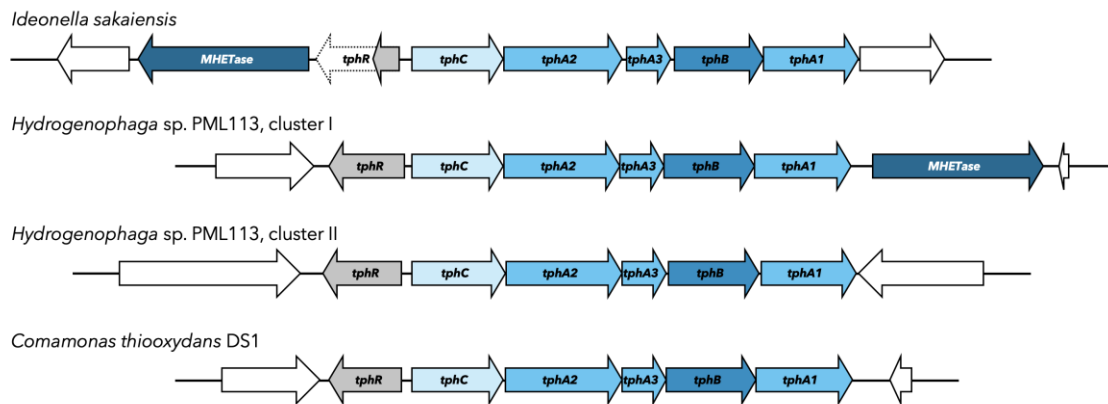 Ideonella sakaiensis
MHETase tphR tphC tphA2 tphA3 tphB tphA1
Hydrogenophaga sp. PML113, cluster I
tphR tphC tphA2 tphA3 tphB tphA1 MHETase
Hydrogenophaga sp. PML113, cluster II
tphR tphC tphA2 tphA3 tphB tphA1
Comamonas thiooxydans DS1
tphR tphC tphA2 tphA3 tphB tphA1